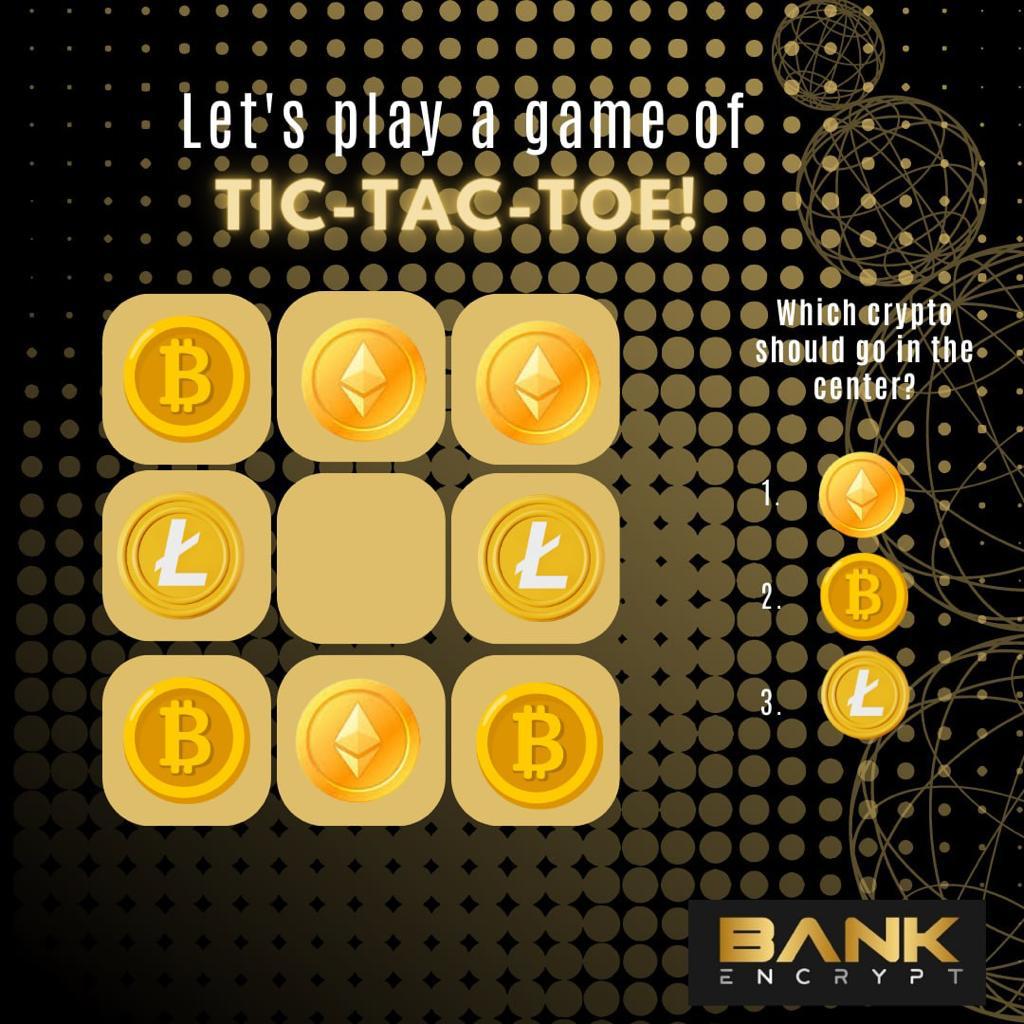 Let's play a game of
TIC-TAC-TOE!
Which crypto
should go in the
center?
1.
2.
3.
BANK
ENCRYPT